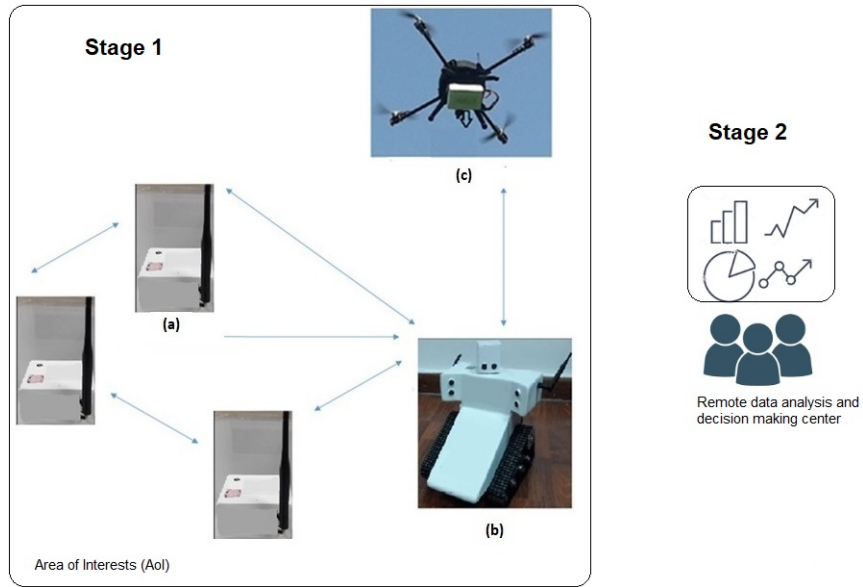 Stage 1
(c)
Stage 2
(a)
(b)
Remote data analysis and
decision making center
Area of Interests (AoI)